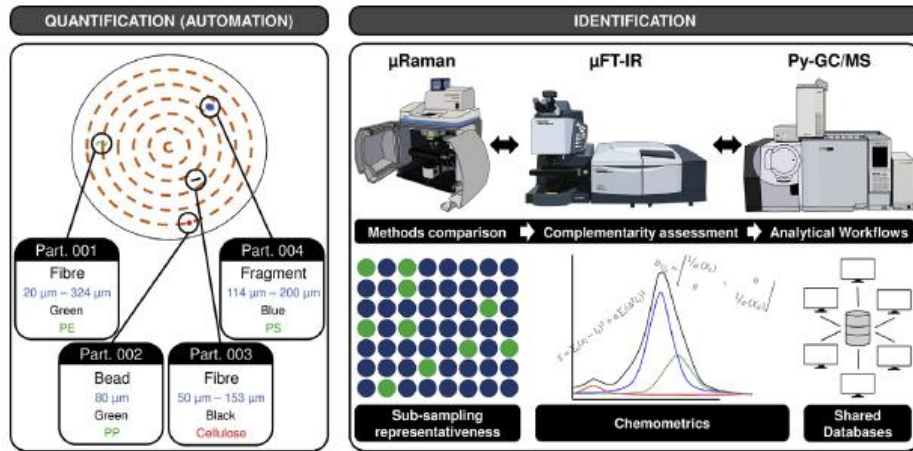 QUANTIFICATION (AUTOMATION)
Part. 001
Fibre
20 µm – 324 µm
Green
PE
Part. 004
Fragment
114 µm – 200 µm
Blue
PS
Part. 002
Bead
80 µm
Green
PP
Part. 003
Fibre
50 µm – 153 µm
Black
Cellulose
IDENTIFICATION
µRaman
µFT-IR
Py-GC/MS
Methods comparison
Complementarity assessment
Analytical Workflows
Sub-sampling
representativeness
Chemometrics
Shared
Databases